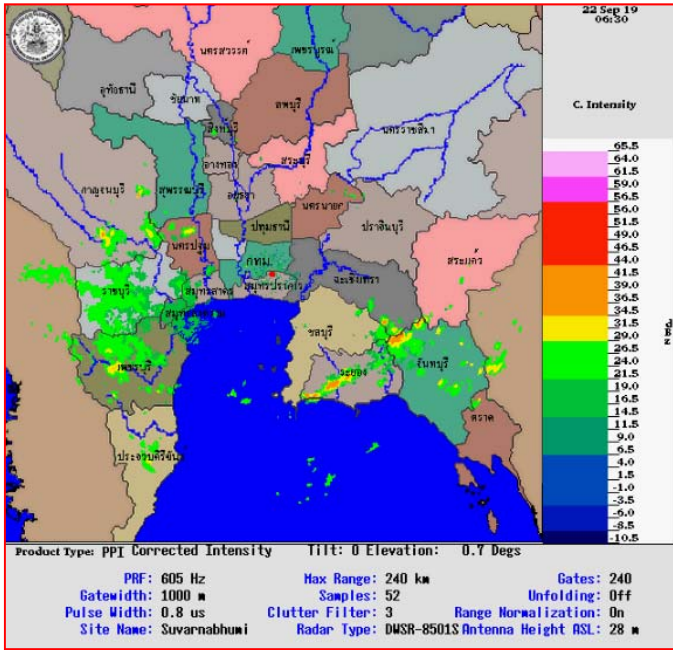 22 Sep 19
06:30
C. Intensity
นครสวรรค์
เพชรบูรณ์
อุทัยธานี
ชัยนาท
ลพบุรี
สิงห์บุรี
นครราชสีมา
อ่างทอง
สระบุรี
กาญจนบุรี
สุพรรณบุรี
อยุธยา
นครนายก
ปราจีนบุรี
ปทุมธานี
นครปฐม
กทม.
สระแก้ว
ฉะเชิงเทรา
ราชบุรี
สมุทรสาคร
สมุทรปราการ
ชลบุรี
เพชรบุรี
ระยอง
จันทบุรี
ตราด
ประจวบคีรีขันธ์
65.5
64.0
61.5
59.0
56.5
56.0
51.5
49.0
46.5
44.0
41.5
39.0
36.5
34.0
31.5
29.0
26.5
24.0
21.5
19.0
16.5
14.0
11.5
9.0
6.5
4.0
1.5
-1.0
-3.5
-6.0
-8.5
-10.5
Product Type: PPI Corrected Intensity Tilt: 0 Elevation: 0.7 Degs
PRF: 605 Hz Max Range: 240 km Gates: 240
Gatewidth: 1000 m Samples: 52 Unfolding: Off
Pulse Width: 0.8 us Clutter Filter: 3 Range Normalization: On
Site Name: Suvarnabhumi Radar Type: DWSR-8501S Antenna Height ASL: 28 m